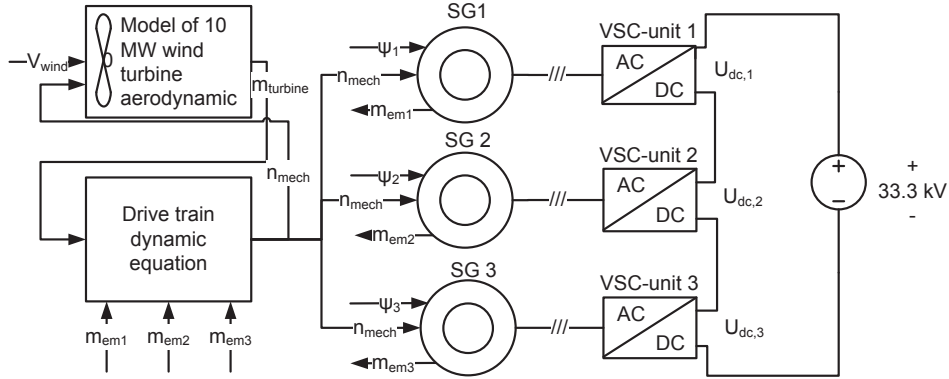 Model of 10
MW wind
turbine
aerodynamic
V_wind
m_turbine
n_mech
Drive train
dynamic
equation
m_em1
m_em2
m_em3
SG1
ψ_1
n_mech
m_em1
SG 2
ψ_2
n_mech
m_em2
SG 3
ψ_3
n_mech
m_em3
///
///
///
VSC-unit 1
AC
DC
U_dc,1
VSC-unit 2
AC
DC
U_dc,2
VSC-unit 3
AC
DC
U_dc,3
+
−
+
33.3 kV
-